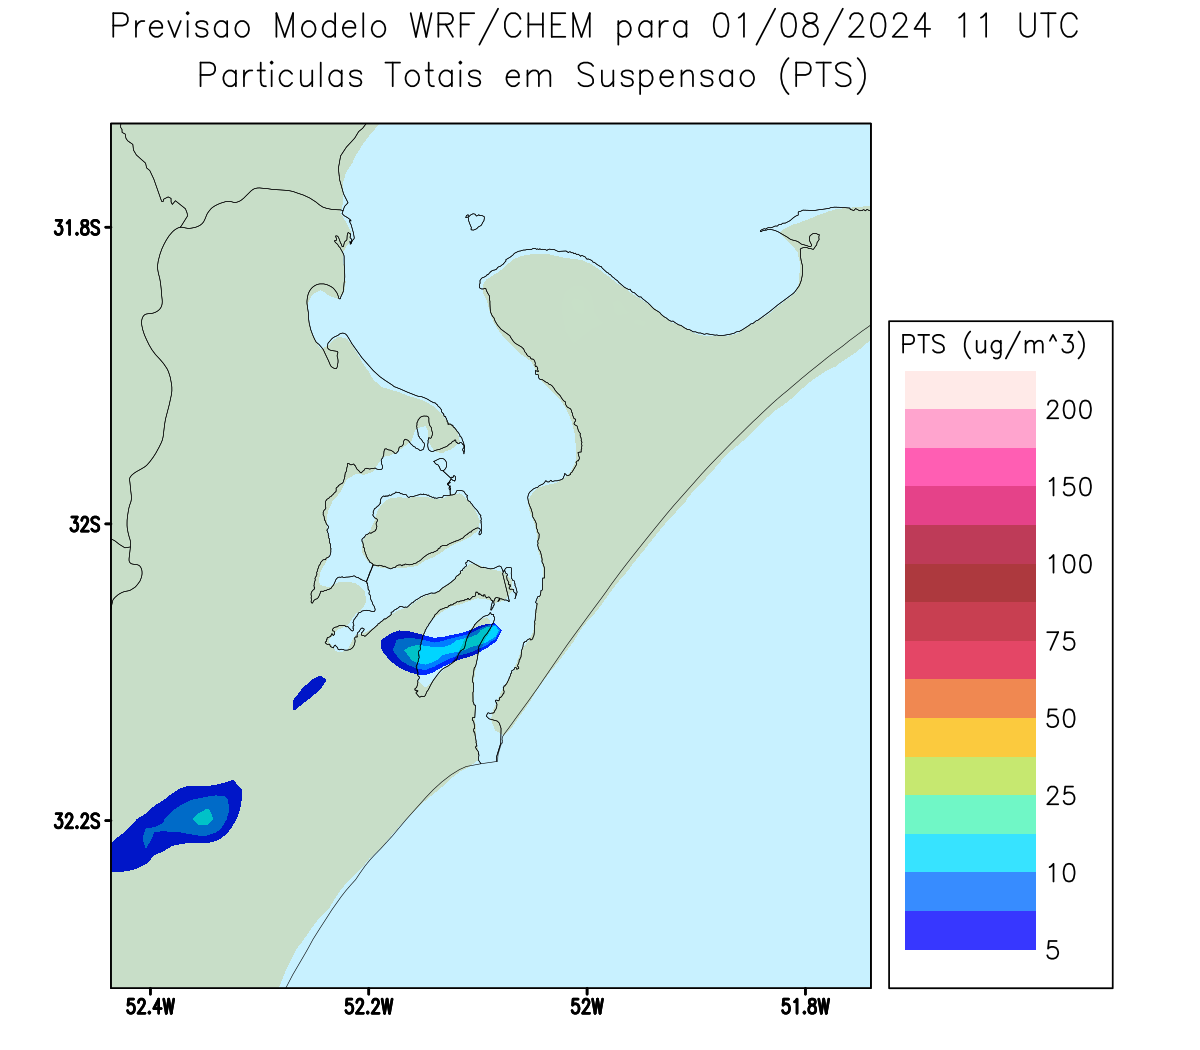 Previsao Modelo WRF/CHEM para 01/08/2024 11 UTC
Particulas Totais em Suspensao (PTS)
31.8S
32S
32.2S
52.4W
52.2W
52W
51.8W
PTS (ug/m^3)
200
150
100
75
50
25
10
5